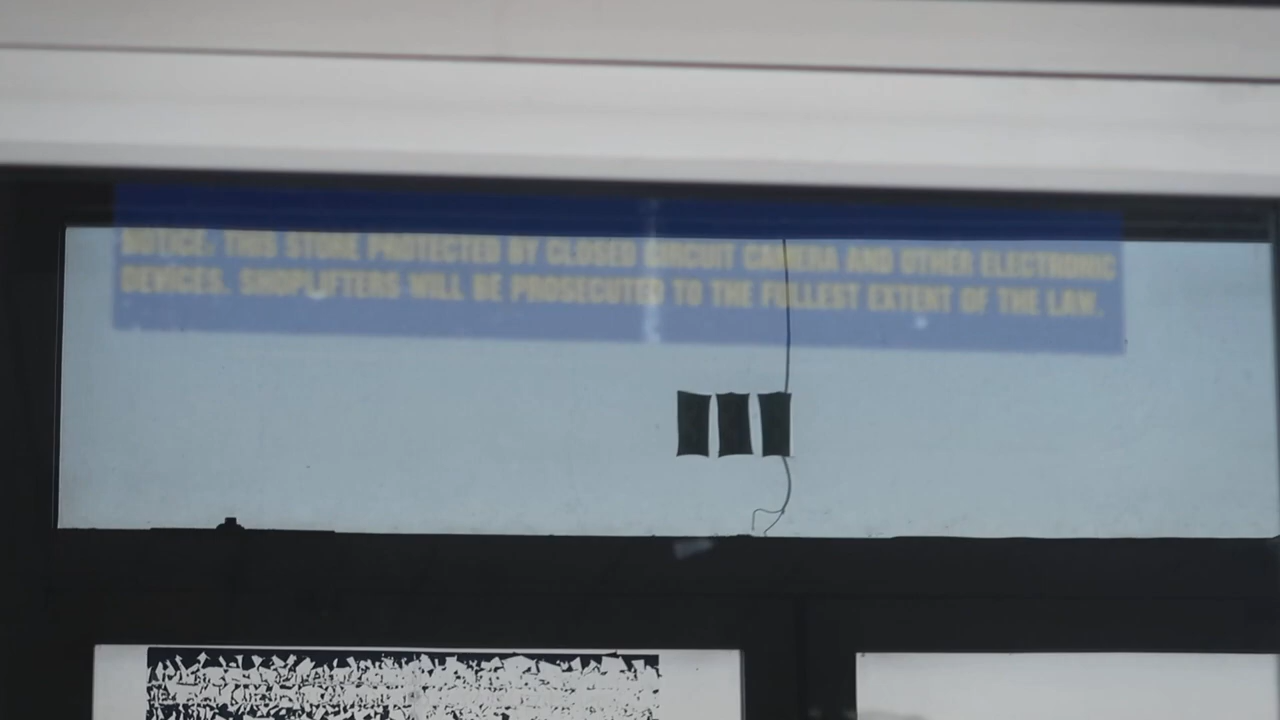 NOTICE. THIS STORE PROTECTED BY CLOSED CIRCUIT CAMERA AND OTHER ELECTRONIC
DEVICES. SHOPLIFTERS WILL BE PROSECUTED TO THE FULLEST EXTENT OF THE LAW.